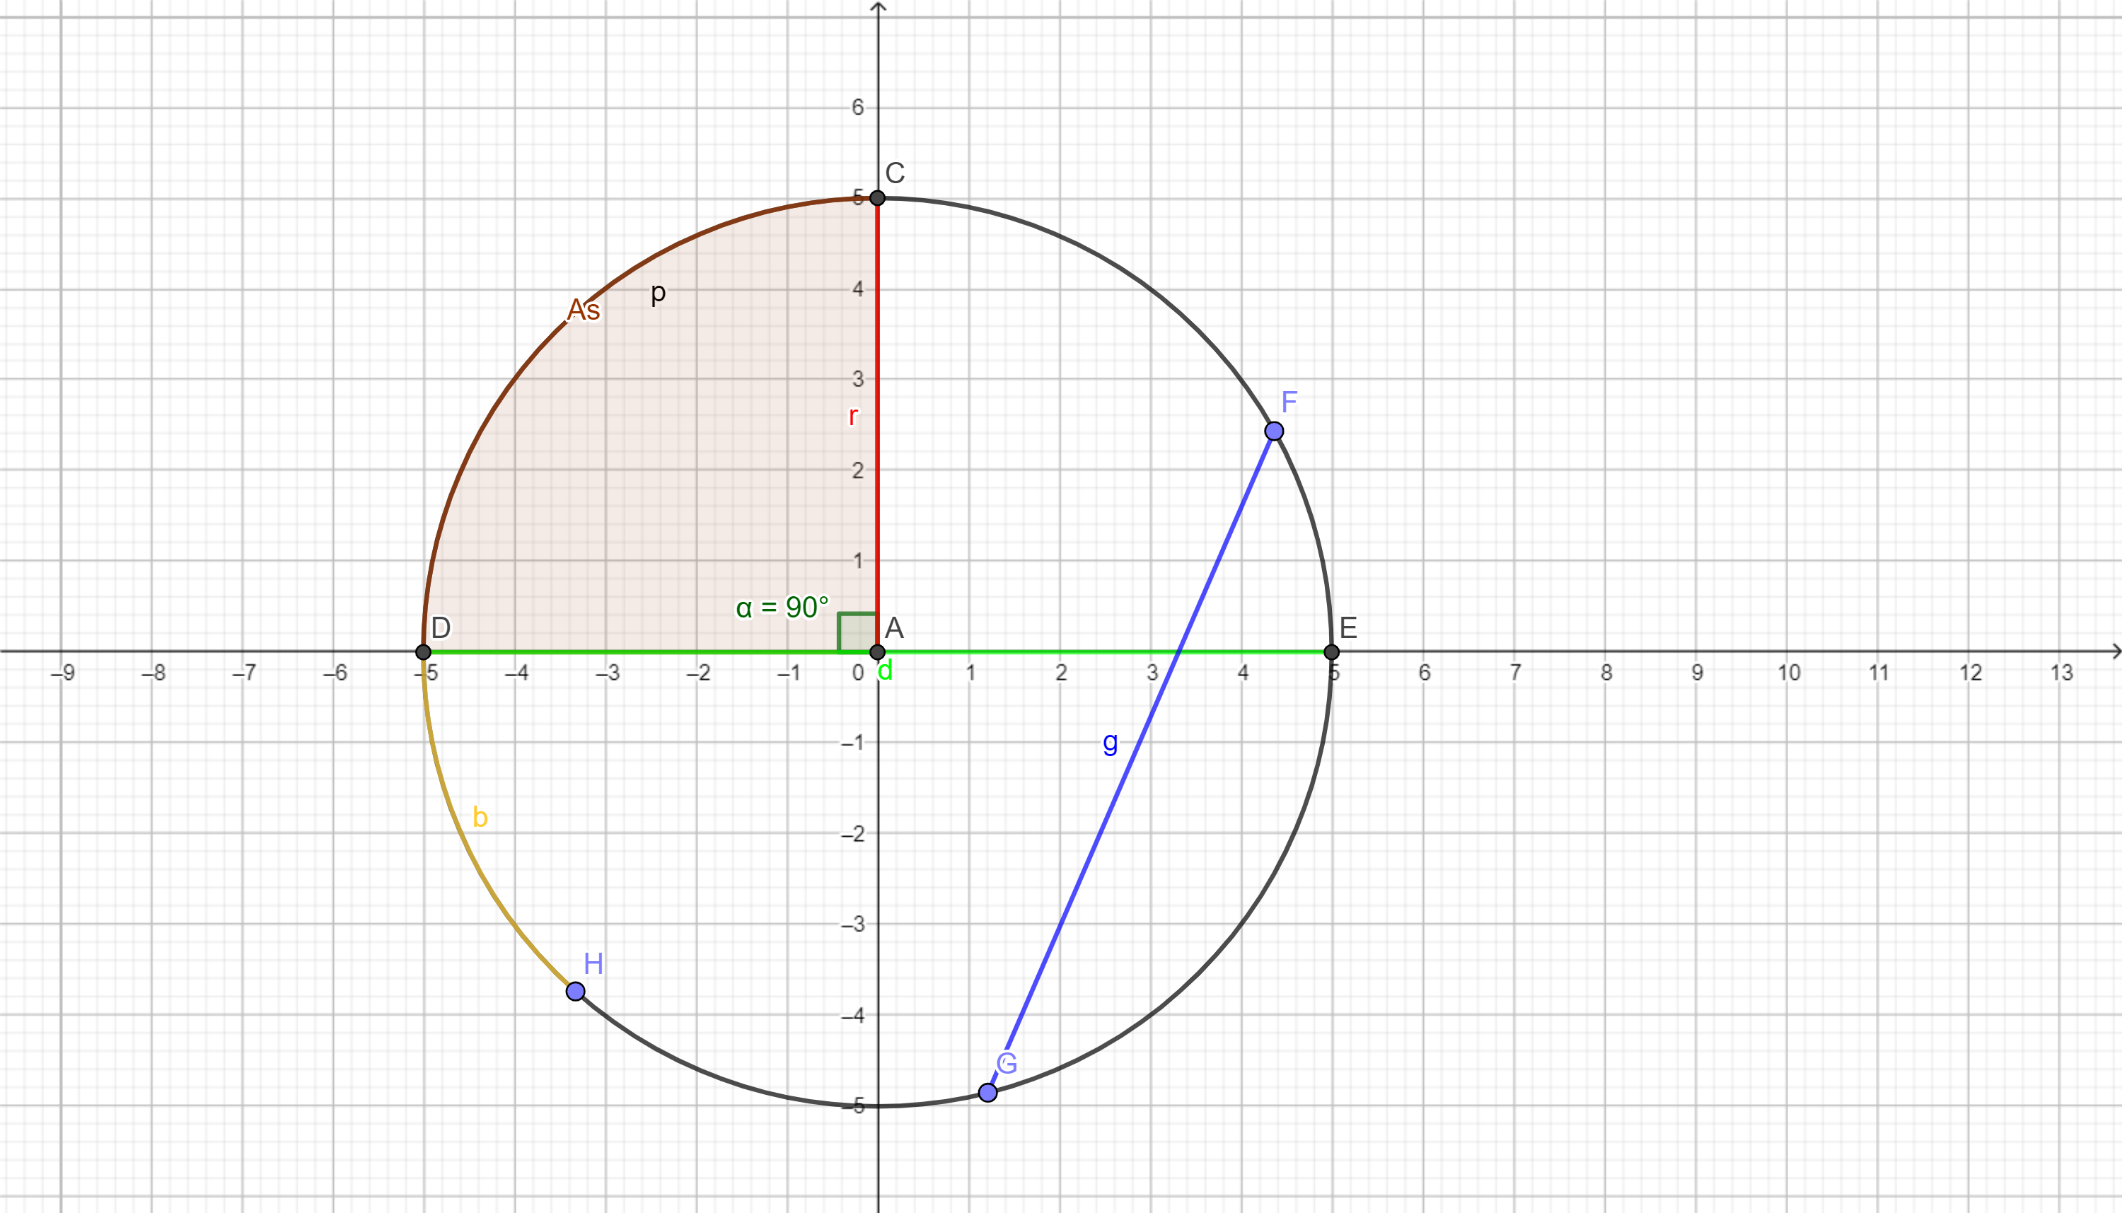 6
C
5
As
p
4
F
3
r
2
1
α = 90°
D
A
E
–9 –8 –7 –6 –5 –4 –3 –2 –1 0 d 1 2 3 4 5 6 7 8 9 10 11 12 13
–1
g
b
–2
–3
H
–4
G
–5